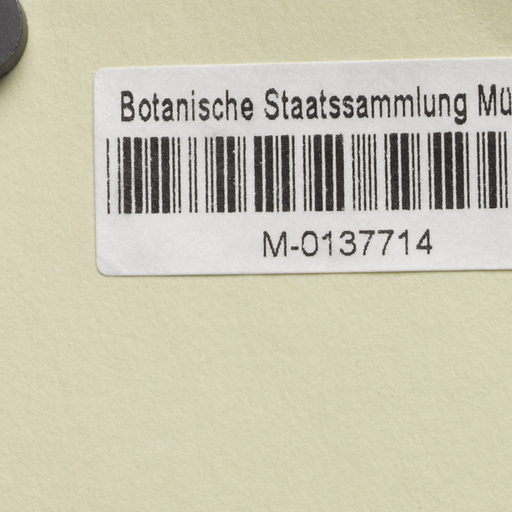 Botanische Staatssammlung Mü
M-0137714